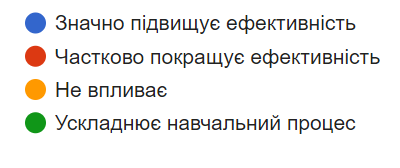 Значно підвищує ефективність
Частково покращує ефективність
Не впливає
Ускладнює навчальний процес